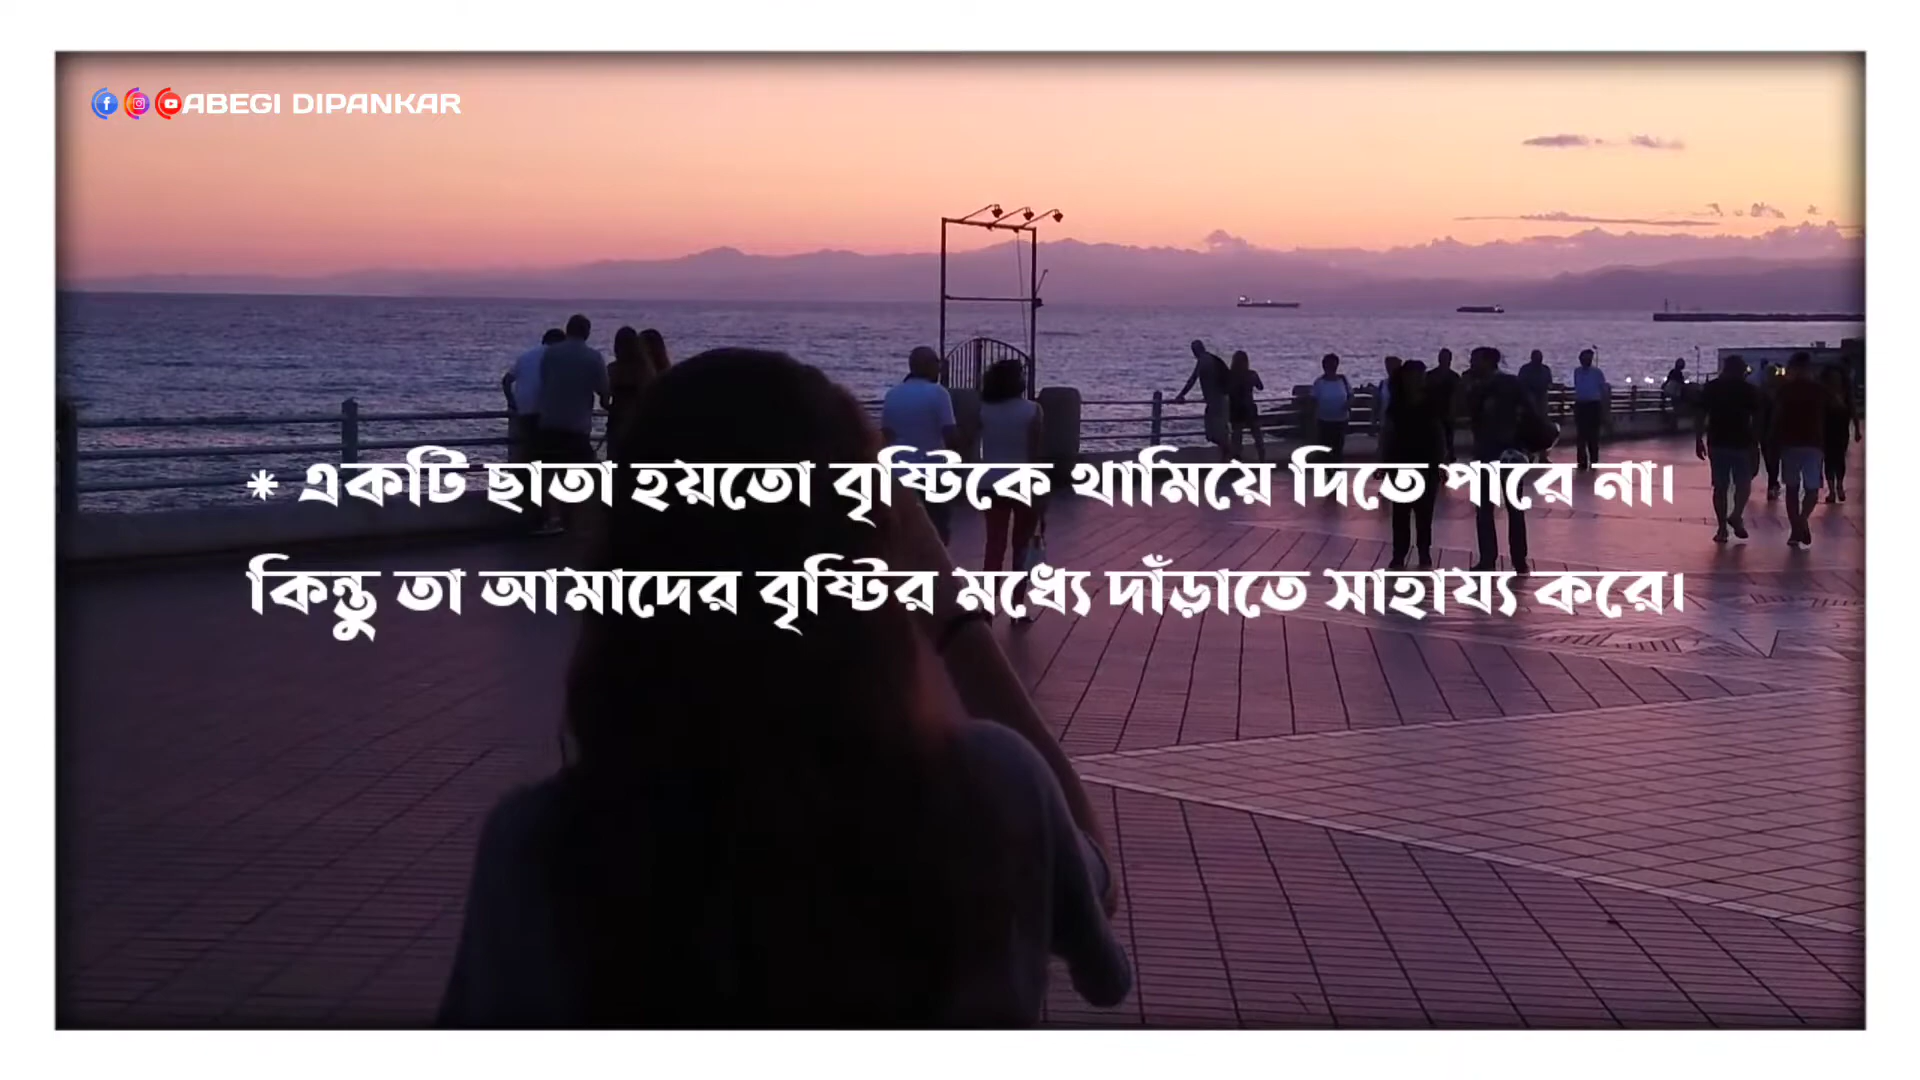 ABEGI DIPANKAR
* একটি ছাতা হয়তো বৃষ্টিকে থামিয়ে দিতে পারে না।
কিন্তু তা আমাদের বৃষ্টির মধ্যে দাঁড়াতে সাহায্য করে।